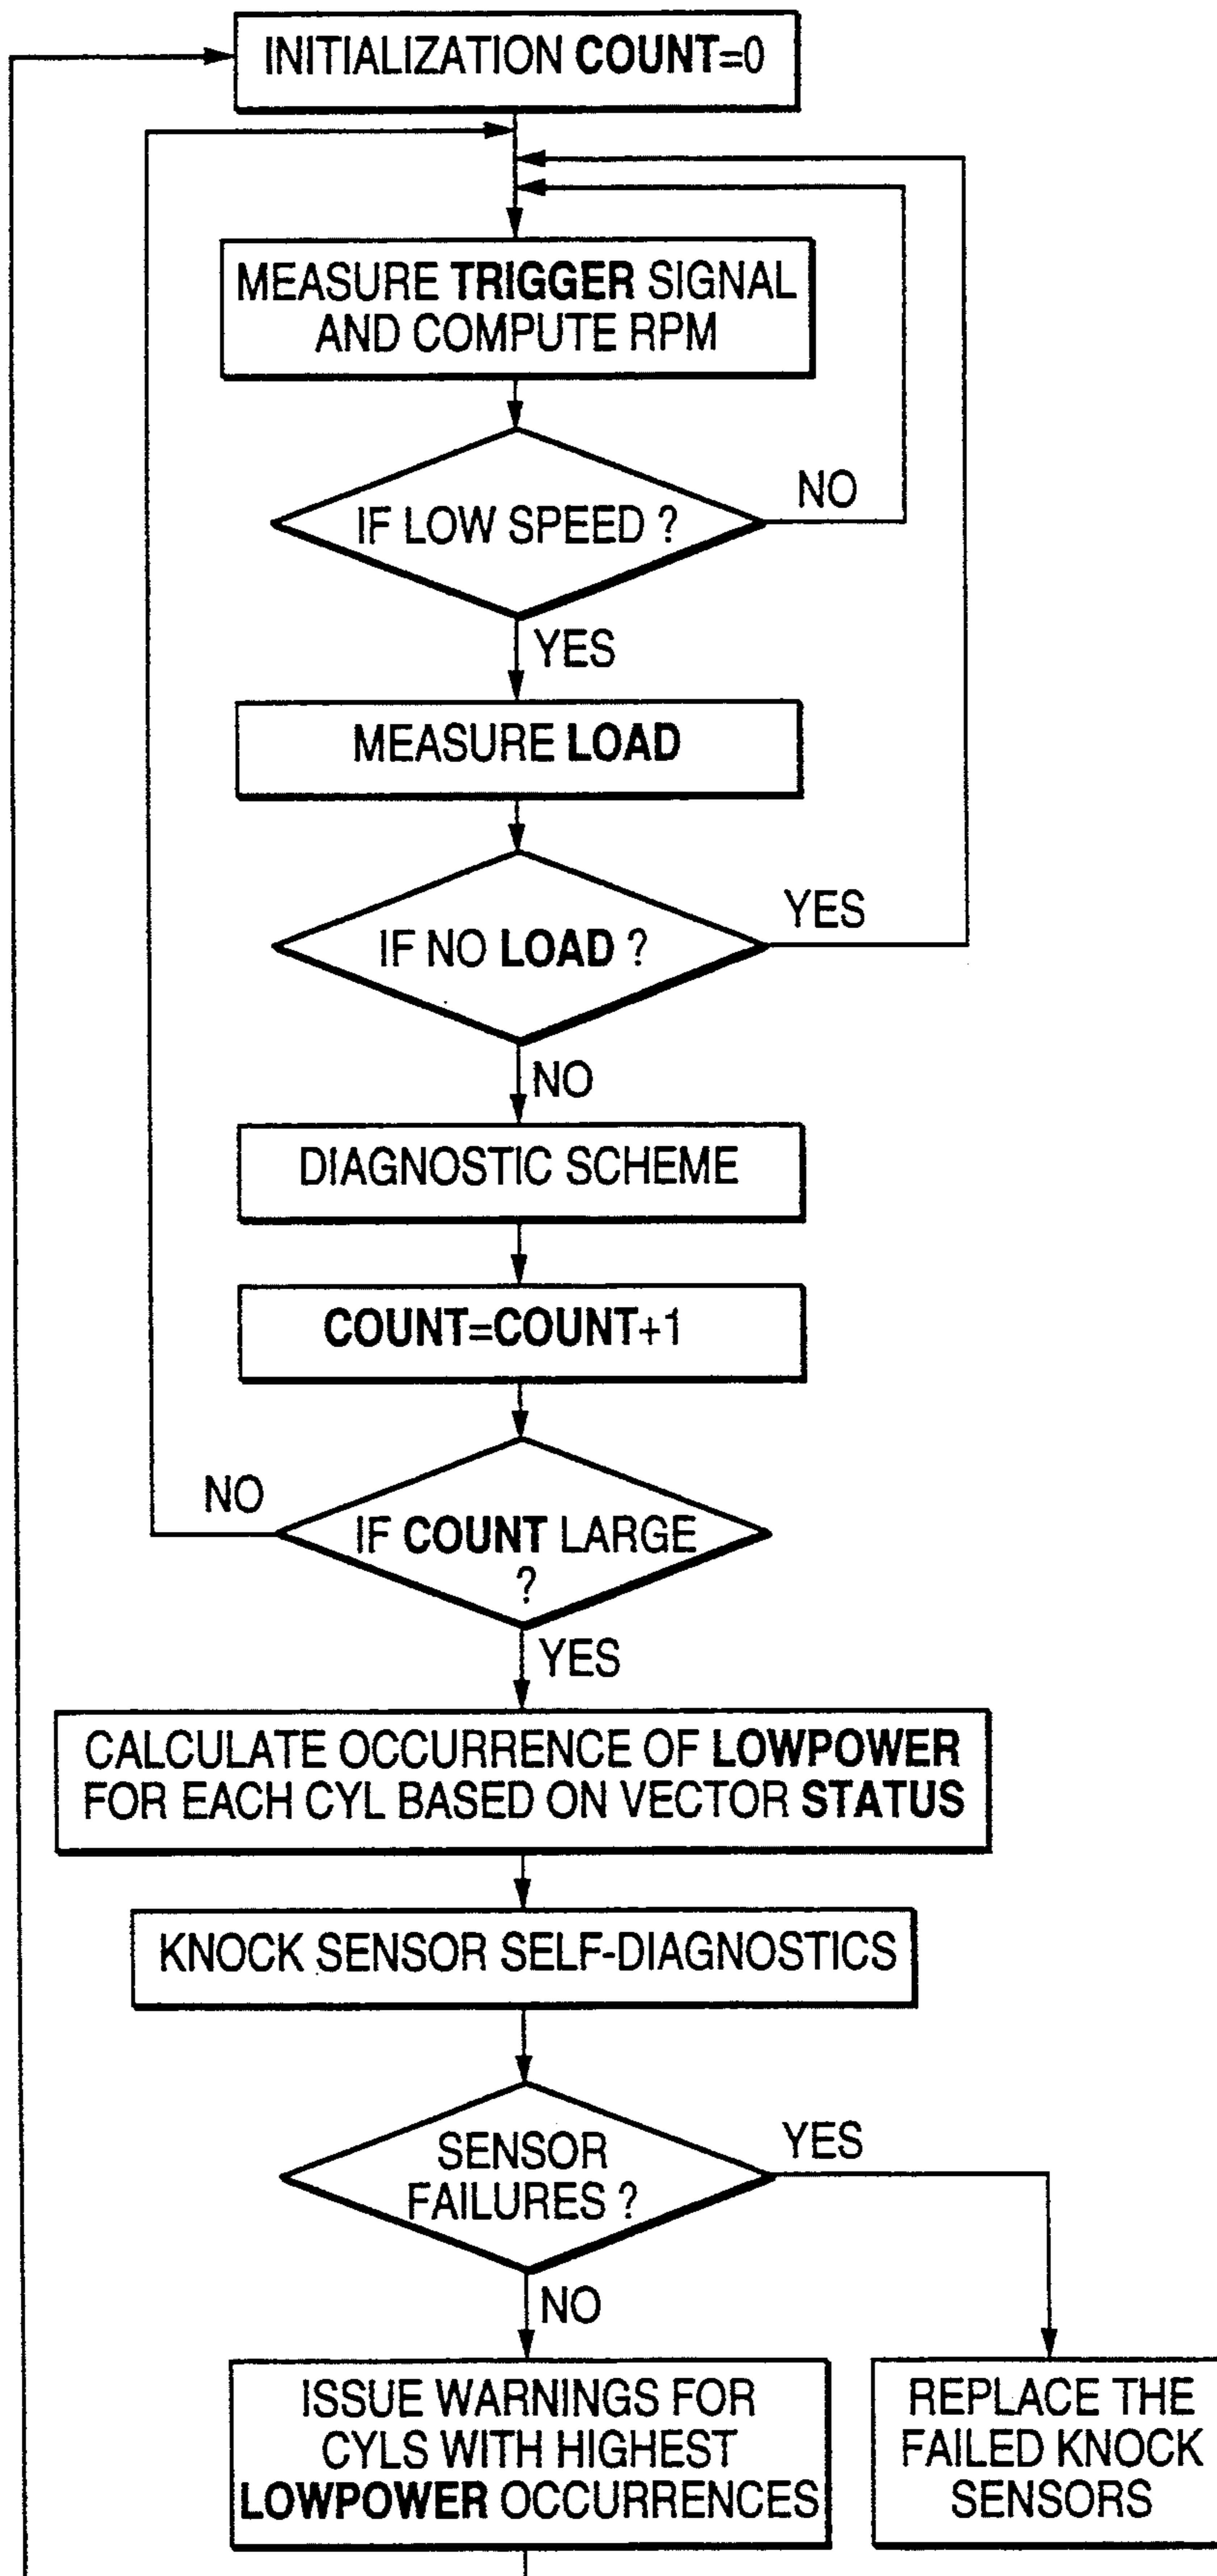 INITIALIZATION COUNT=0
MEASURE TRIGGER SIGNAL
AND COMPUTE RPM
IF LOW SPEED ?
NO
YES
MEASURE LOAD
IF NO LOAD ?
YES
NO
DIAGNOSTIC SCHEME
COUNT=COUNT+1
NO
IF COUNT LARGE
?
YES
CALCULATE OCCURRENCE OF LOWPOWER
FOR EACH CYL BASED ON VECTOR STATUS
KNOCK SENSOR SELF-DIAGNOSTICS
SENSOR
FAILURES ?
YES
NO
ISSUE WARNINGS FOR
CYLS WITH HIGHEST
LOWPOWER OCCURRENCES
REPLACE THE
FAILED KNOCK
SENSORS